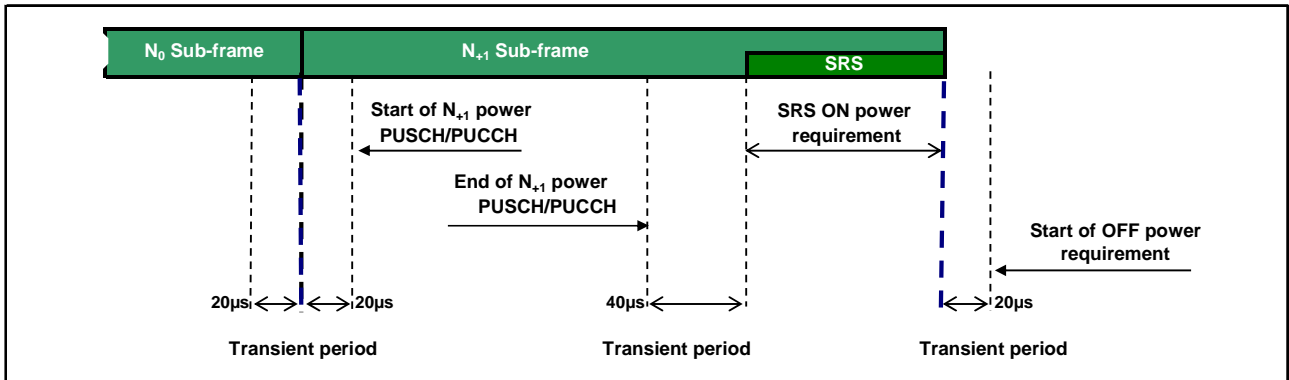 N₀ Sub-frame
N₊₁ Sub-frame
SRS
Start of N₊₁ power
PUSCH/PUCCH
SRS ON power
requirement
End of N₊₁ power
PUSCH/PUCCH
Start of OFF power
requirement
20µs
20µs
40µs
20µs
Transient period
Transient period
Transient period